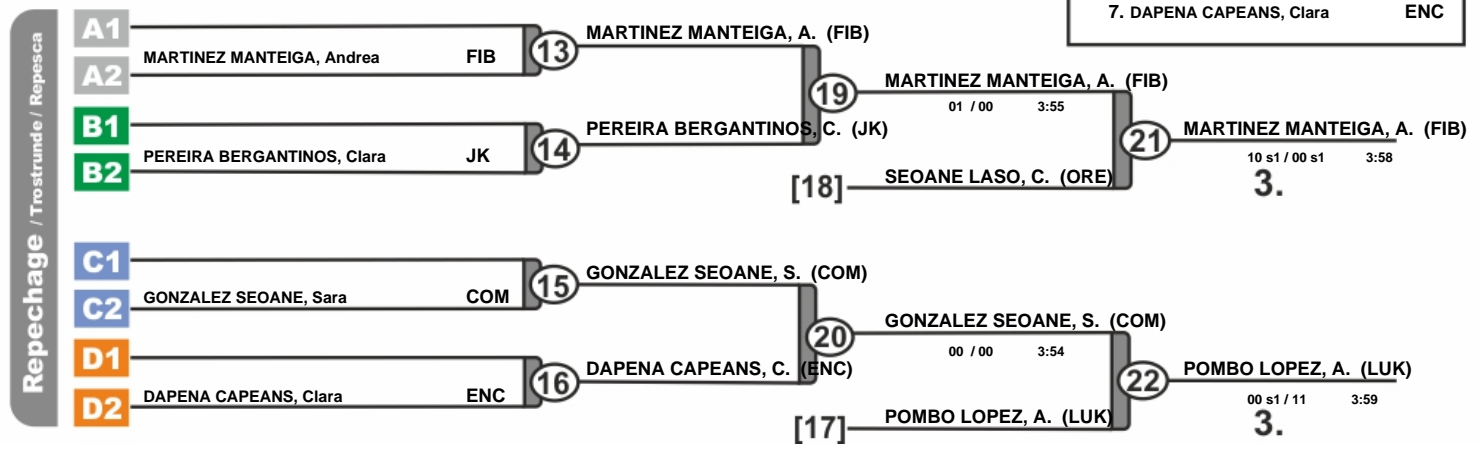 7. DAPENA CAPEANS, Clara ENC
Repechage / Trostrunde / Repesca
A1
MARTINEZ MANTEIGA, Andrea FIB
A2
13
MARTINEZ MANTEIGA, A. (FIB)
B1
PEREIRA BERGANTINOS, Clara JK
B2
14
PEREIRA BERGANTINOS, C. (JK)
19
MARTINEZ MANTEIGA, A. (FIB)
01 / 00 3:55
[18]
SEOANE LASO, C. (ORE)
21
MARTINEZ MANTEIGA, A. (FIB)
10 s1 / 00 s1 3:58
3.
C1
GONZALEZ SEOANE, Sara COM
C2
15
GONZALEZ SEOANE, S. (COM)
D1
DAPENA CAPEANS, Clara ENC
D2
16
DAPENA CAPEANS, C. (ENC)
20
GONZALEZ SEOANE, S. (COM)
00 / 00 3:54
[17]
POMBO LOPEZ, A. (LUK)
22
POMBO LOPEZ, A. (LUK)
00 s1 / 11 3:59
3.